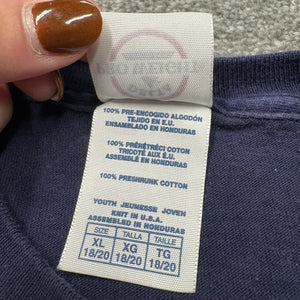 100% PRE-ENCOGIDO ALGODÓN
TEJIDO EN E.U.
ENSAMBLADO EN HONDURAS
100% PRÉRÉTRÉCI COTON
TRICOTÉ AUX ÉU.
ASSEMBLÉ EN HONDURAS
100% PRESHRUNK COTTON
YOUTH JEUNESSE JOVEN
KNIT IN U.S.A.
ASSEMBLED IN HONDURAS
SIZE TALLA TAILLE
XL XG TG
18/20 18/20 18/20